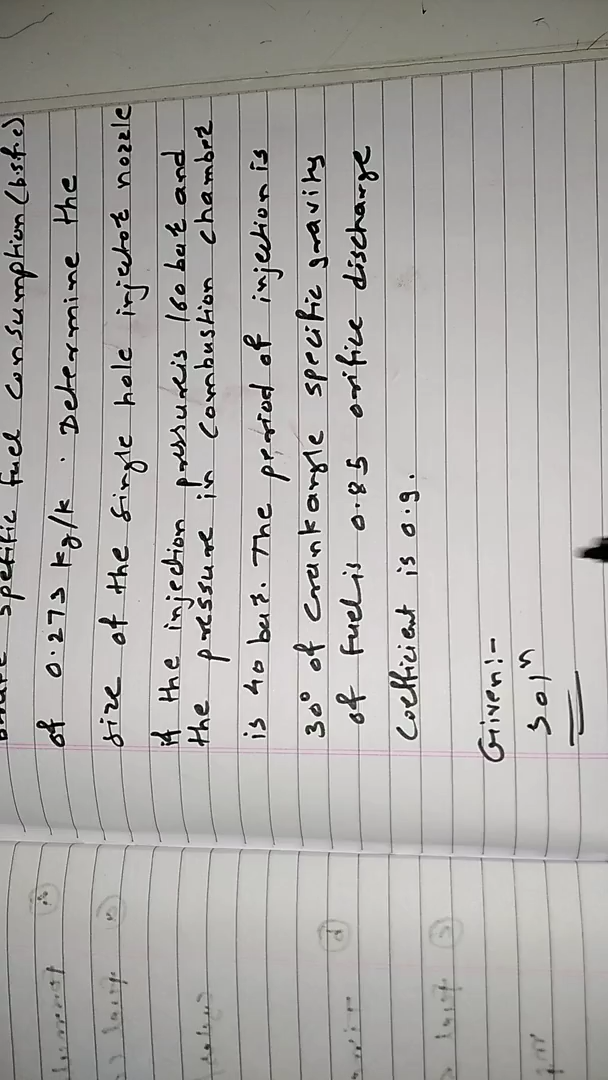 specific fuel consumption (b.s.f.c)
of 0.273 kg/k . Determine the
size of the single hole injector nozzle
if the injection pressure is 160 bar and
the pressure in combustion chamber
is 40 bar. The period of injection is
30° of crank angle specific gravity
of fuel is 0.85 orifice discharge
coefficient is 0.9.
Given:-
Solⁿ